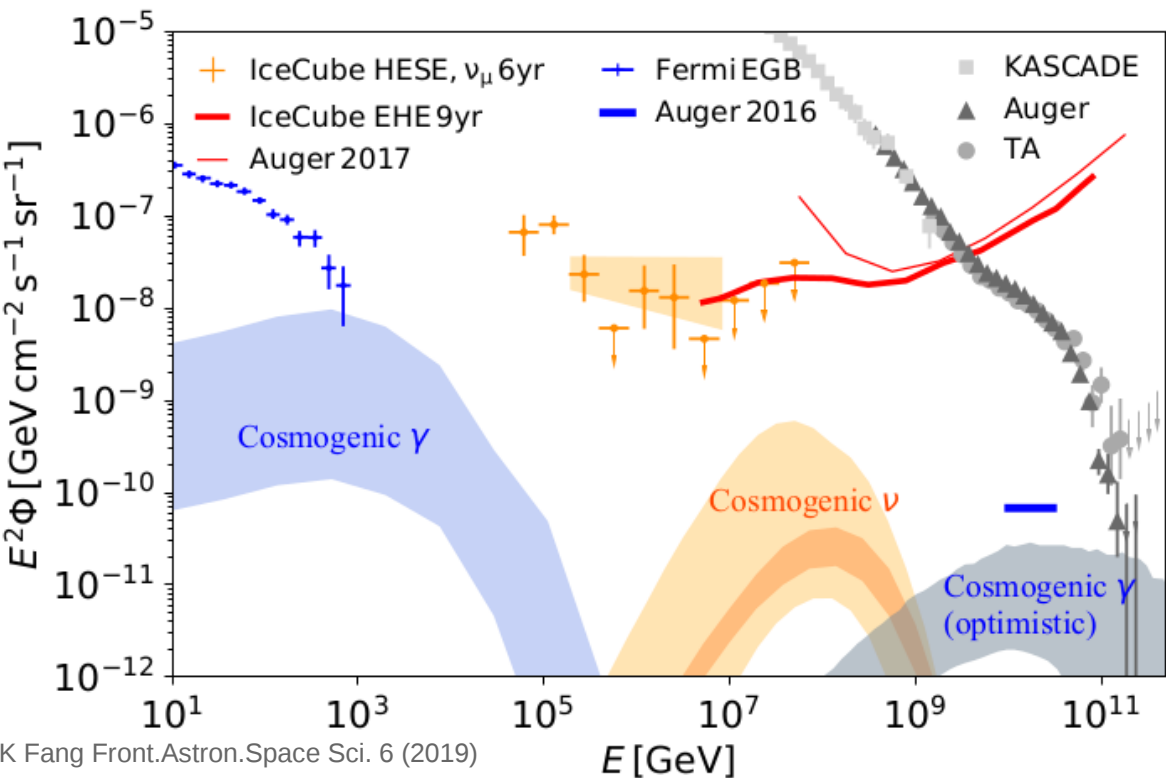 IceCube HESE, νμ 6yr
IceCube EHE 9yr
Auger 2017
Fermi EGB
Auger 2016
KASCADE
Auger
TA
E²Φ [GeV cm⁻² s⁻¹ sr⁻¹]
10⁻⁵
10⁻⁶
10⁻⁷
10⁻⁸
10⁻⁹
10⁻¹⁰
10⁻¹¹
10⁻¹²
Cosmogenic γ
Cosmogenic ν
Cosmogenic γ
(optimistic)
10¹ 10³ 10⁵ 10⁷ 10⁹ 10¹¹
E [GeV]
K Fang Front.Astron.Space Sci. 6 (2019)